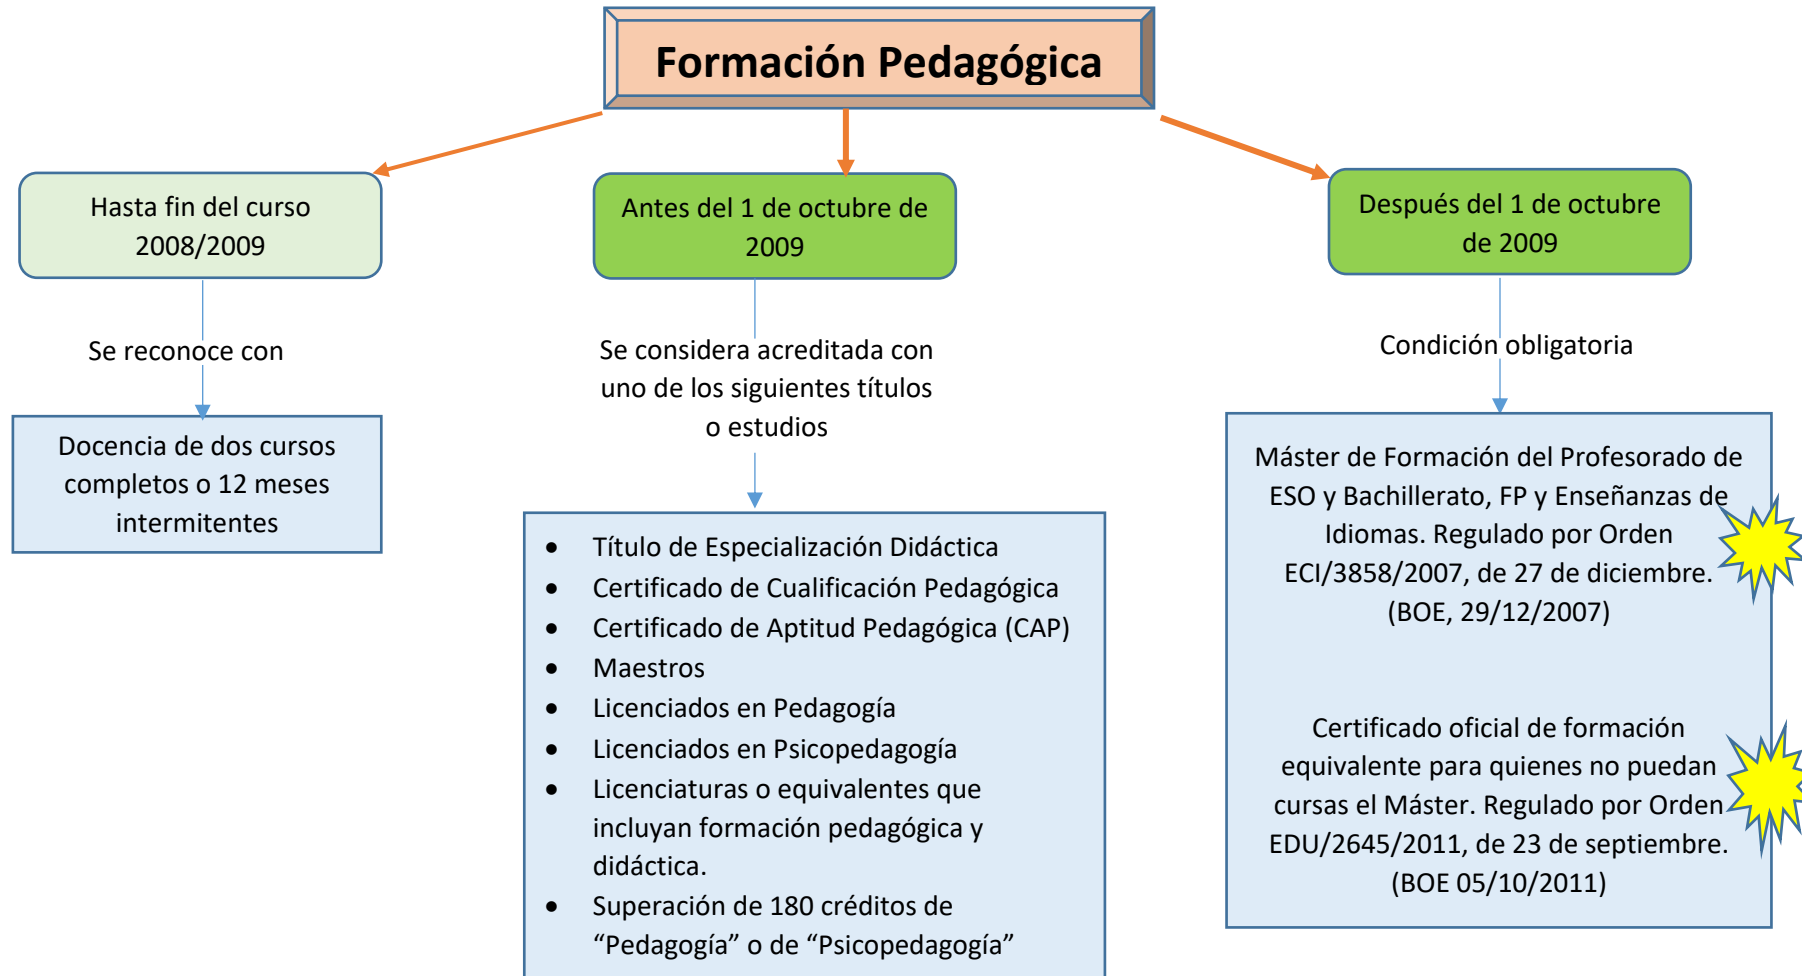 Formación Pedagógica
Hasta fin del curso
2008/2009
Se reconoce con
Docencia de dos cursos
completos o 12 meses
intermitentes
Antes del 1 de octubre de
2009
Se considera acreditada con
uno de los siguientes títulos
o estudios
• Título de Especialización Didáctica
• Certificado de Cualificación Pedagógica
• Certificado de Aptitud Pedagógica (CAP)
• Maestros
• Licenciados en Pedagogía
• Licenciados en Psicopedagogía
• Licenciaturas o equivalentes que
incluyan formación pedagógica y
didáctica.
• Superación de 180 créditos de
“Pedagogía” o de “Psicopedagogía”
Después del 1 de octubre
de 2009
Condición obligatoria
Máster de Formación del Profesorado de
ESO y Bachillerato, FP y Enseñanzas de
Idiomas. Regulado por Orden
ECI/3858/2007, de 27 de diciembre.
(BOE, 29/12/2007)
Certificado oficial de formación
equivalente para quienes no puedan
cursas el Máster. Regulado por Orden
EDU/2645/2011, de 23 de septiembre.
(BOE 05/10/2011)